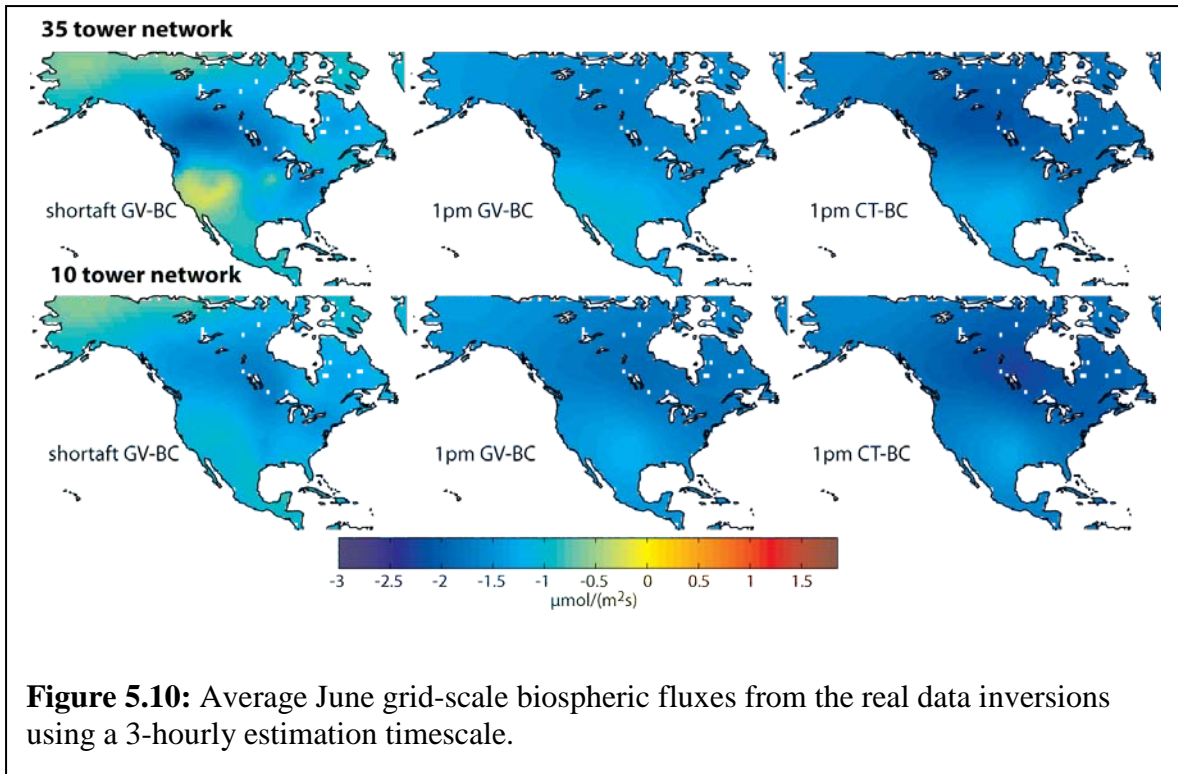 35 tower network
shortaft GV-BC
1pm GV-BC
1pm CT-BC
10 tower network
shortaft GV-BC
1pm GV-BC
1pm CT-BC
-3 -2.5 -2 -1.5 -1 -0.5 0 0.5 1 1.5
µmol/(m²s)
Figure 5.10: Average June grid-scale biospheric fluxes from the real data inversions
using a 3-hourly estimation timescale.